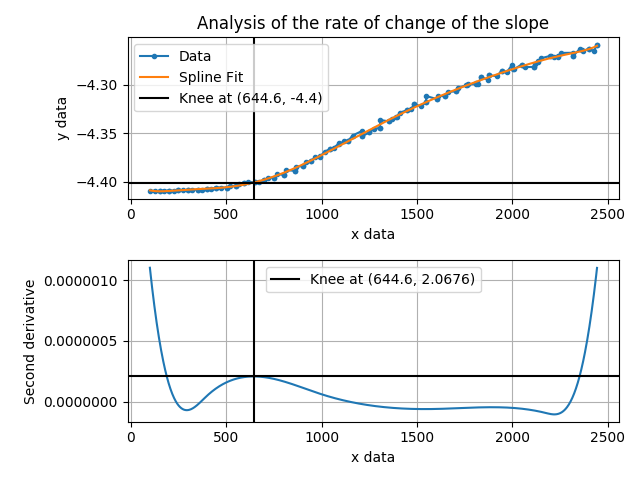 Analysis of the rate of change of the slope
Data
Spline Fit
Knee at (644.6, -4.4)
−4.30
−4.35
−4.40
y data
0 500 1000 1500 2000 2500
x data
Knee at (644.6, 2.0676)
0.0000010
0.0000005
0.0000000
Second derivative
0 500 1000 1500 2000 2500
x data